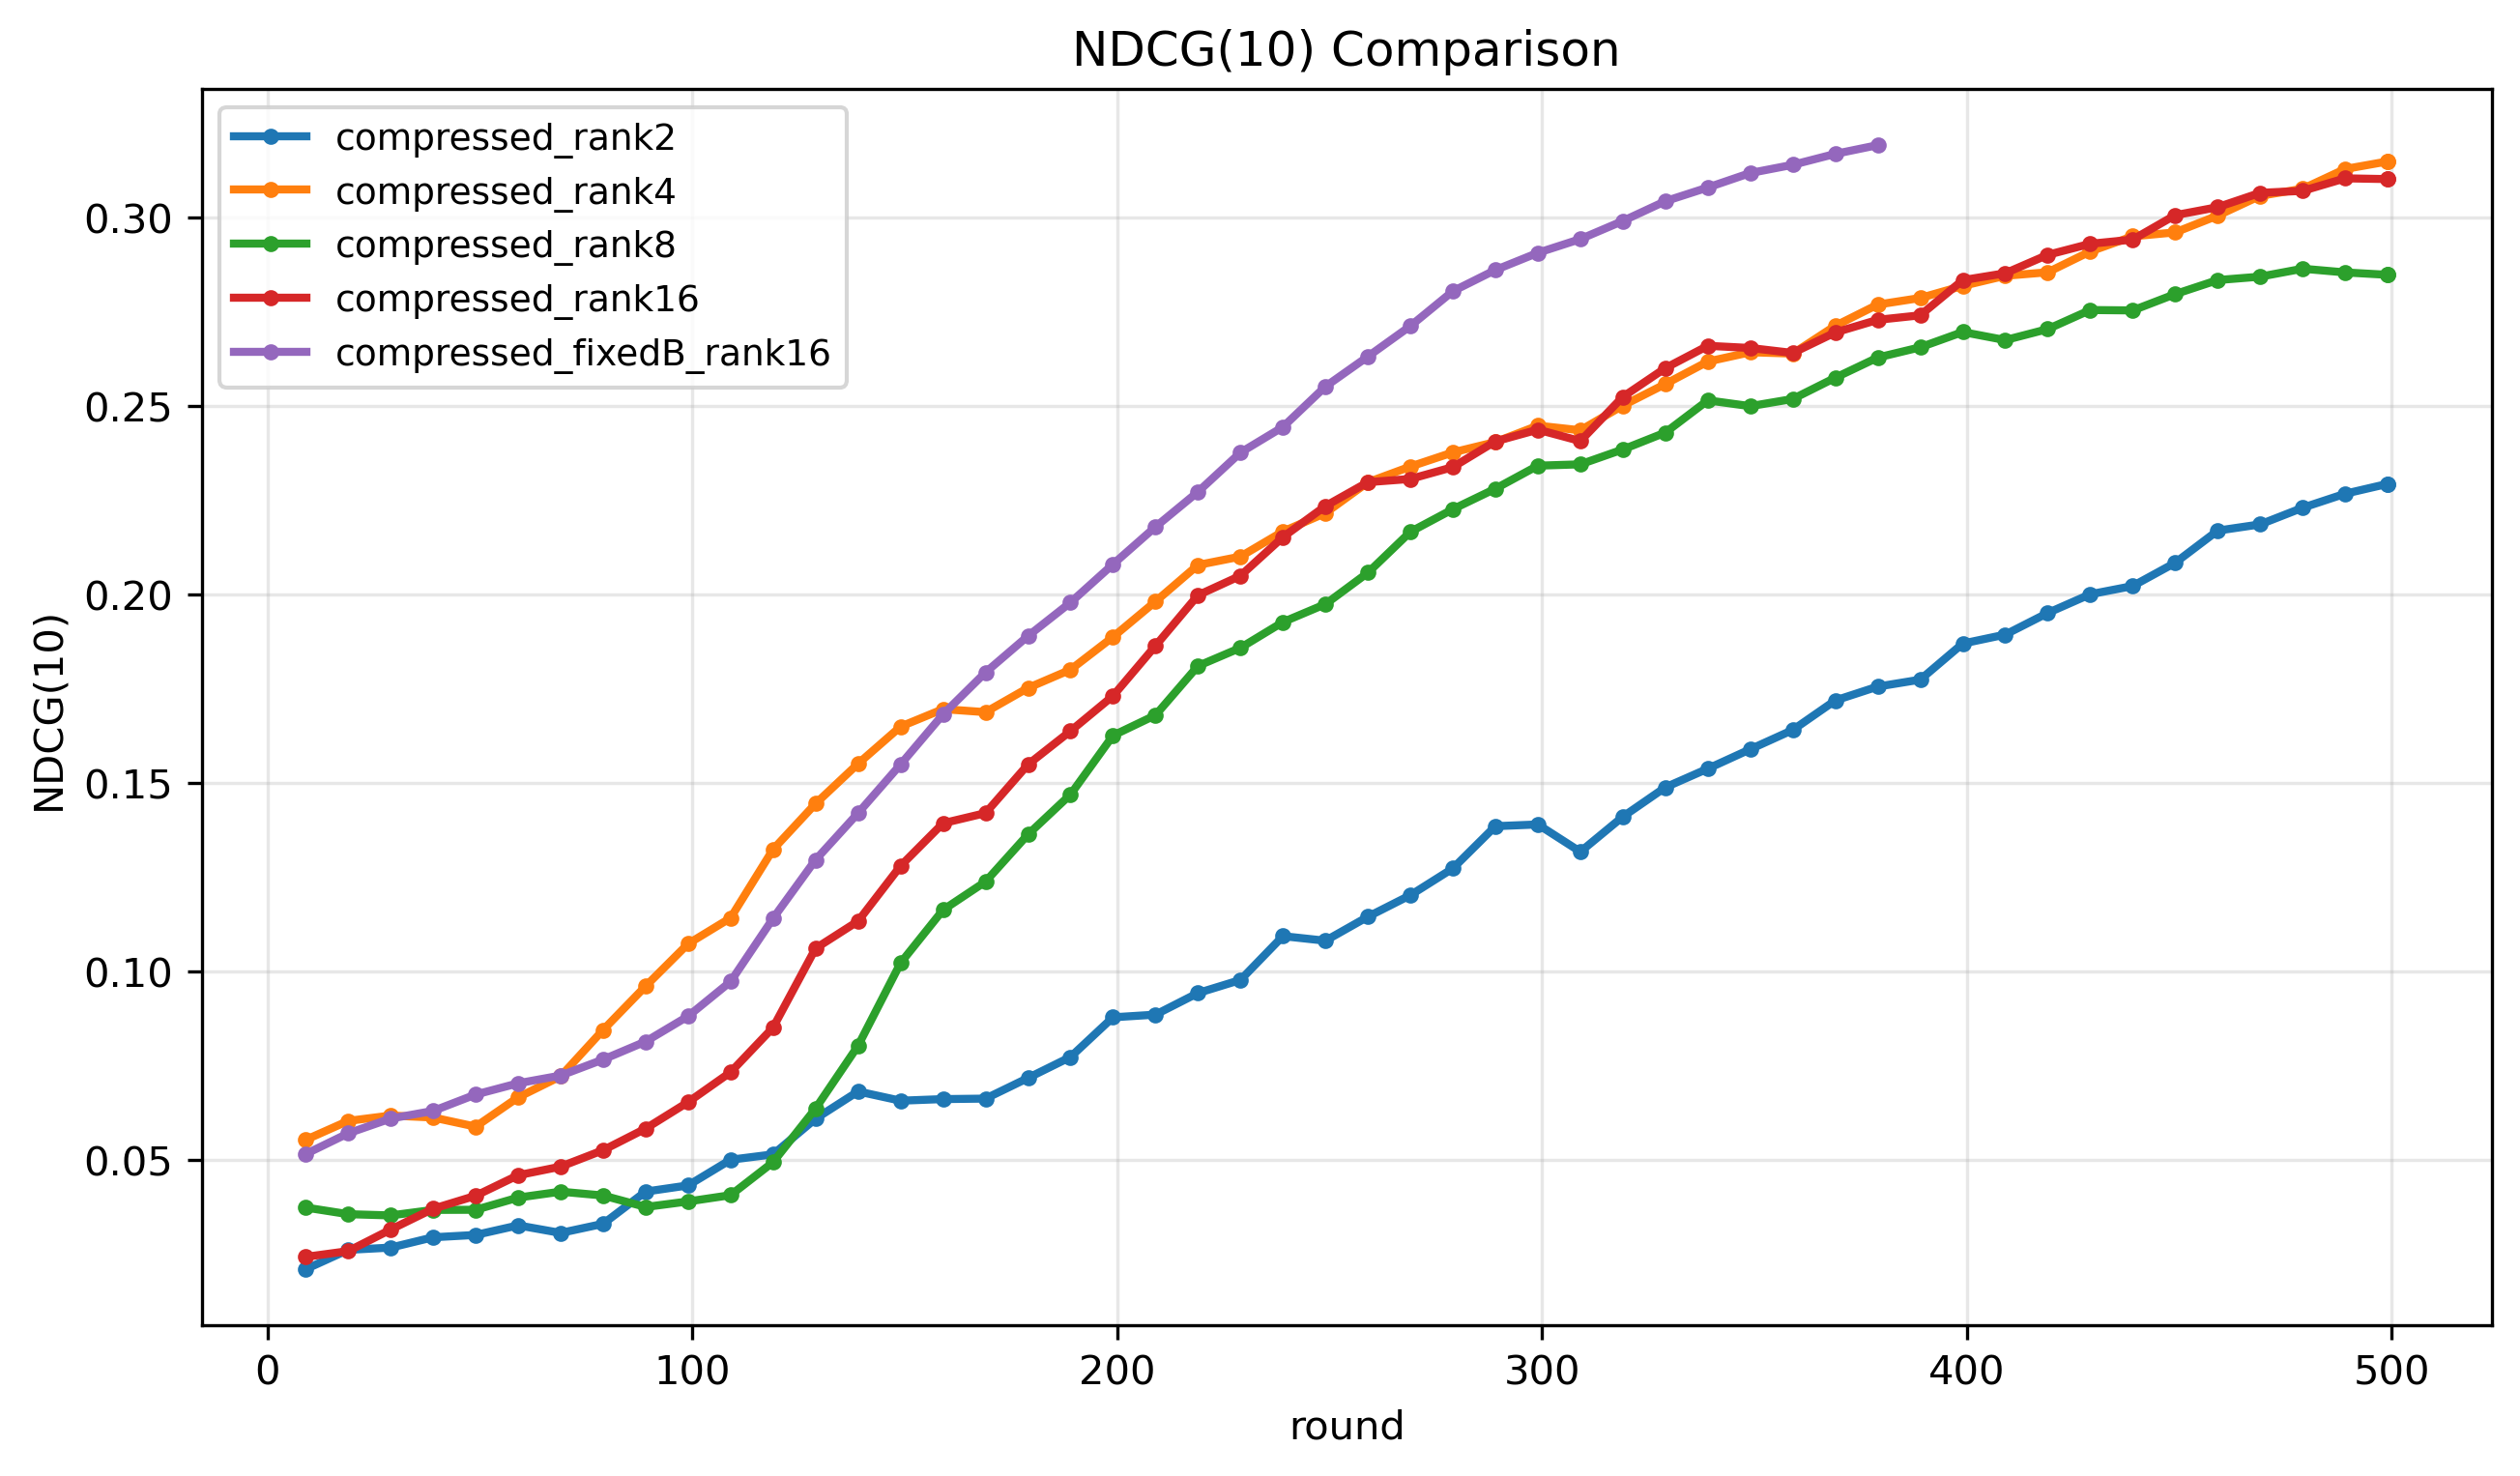 NDCG(10) Comparison
compressed_rank2
compressed_rank4
compressed_rank8
compressed_rank16
compressed_fixedB_rank16
NDCG(10)
0.30
0.25
0.20
0.15
0.10
0.05
0 100 200 300 400 500
round